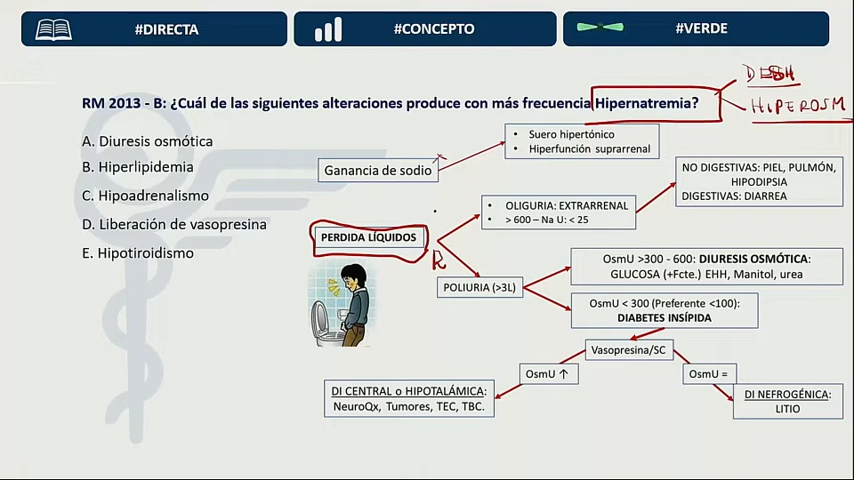 #DIRECTA
#CONCEPTO
#VERDE
RM 2013 - B: ¿Cuál de las siguientes alteraciones produce con más frecuencia Hipernatremia?
HIPEROSM
A. Diuresis osmótica
B. Hiperlipidemia
C. Hipoadrenalismo
D. Liberación de vasopresina
E. Hipotiroidismo
Ganancia de sodio
• Suero hipertónico
• Hiperfunción suprarrenal
PERDIDA LÍQUIDOS
R
• OLIGURIA: EXTRARRENAL
• > 600 – Na U: < 25
NO DIGESTIVAS: PIEL, PULMÓN,
HIPODIPSIA
DIGESTIVAS: DIARREA
POLIURIA (>3L)
OsmU >300 - 600: DIURESIS OSMÓTICA:
GLUCOSA (+Fcte.) EHH, Manitol, urea
OsmU < 300 (Preferente <100):
DIABETES INSÍPIDA
Vasopresina/SC
OsmU ↑
OsmU =
DI CENTRAL o HIPOTALÁMICA:
NeuroQx, Tumores, TEC, TBC.
DI NEFROGÉNICA:
LITIO